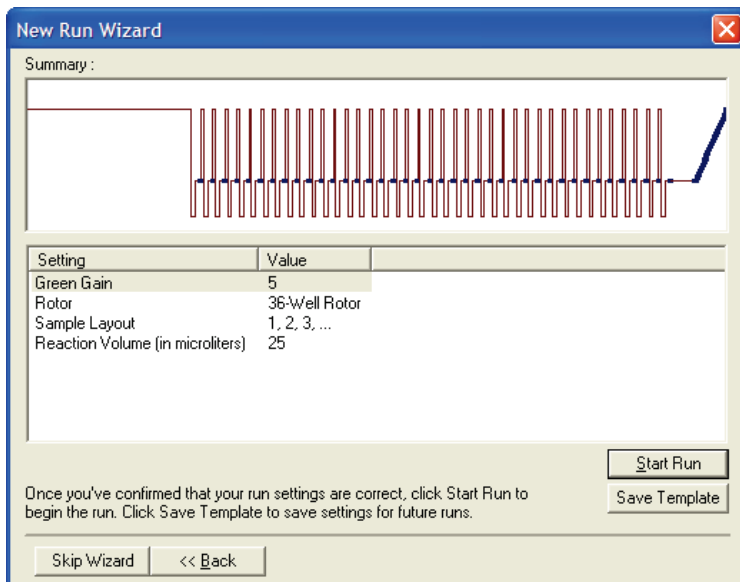 New Run Wizard
Summary :
Setting Value
Green Gain 5
Rotor 36-Well Rotor
Sample Layout 1, 2, 3, ...
Reaction Volume (in microliters) 25
Start Run
Once you've confirmed that your run settings are correct, click Start Run to
begin the run. Click Save Template to save settings for future runs.
Save Template
Skip Wizard << Back